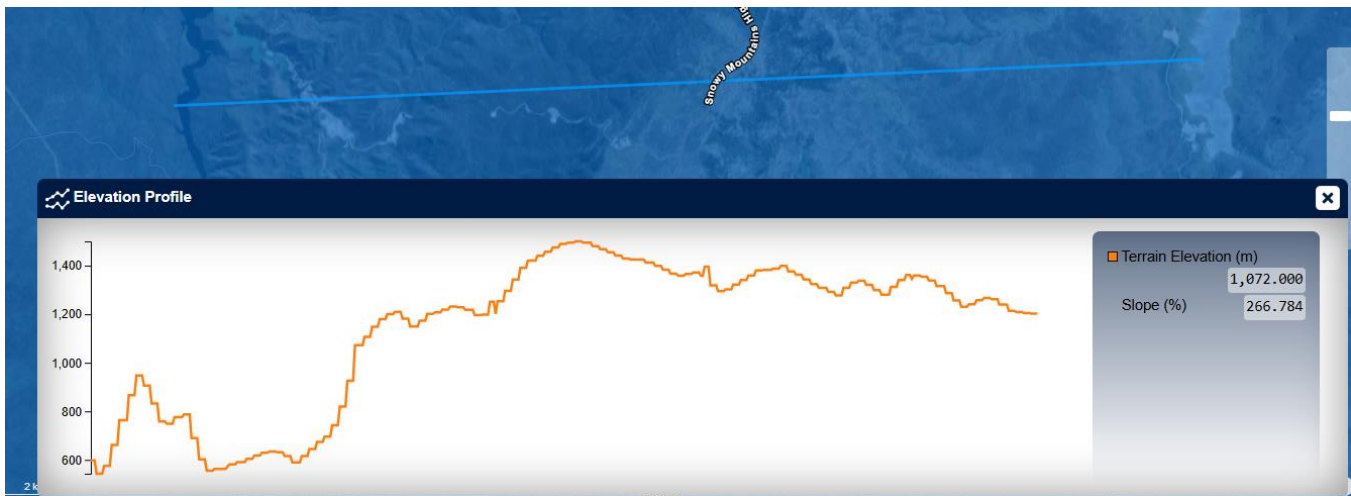 Snowy Mountains Hig
Elevation Profile
1,400
1,200
1,000
800
600
Terrain Elevation (m)
1,072.000
Slope (%)
266.784
2 k